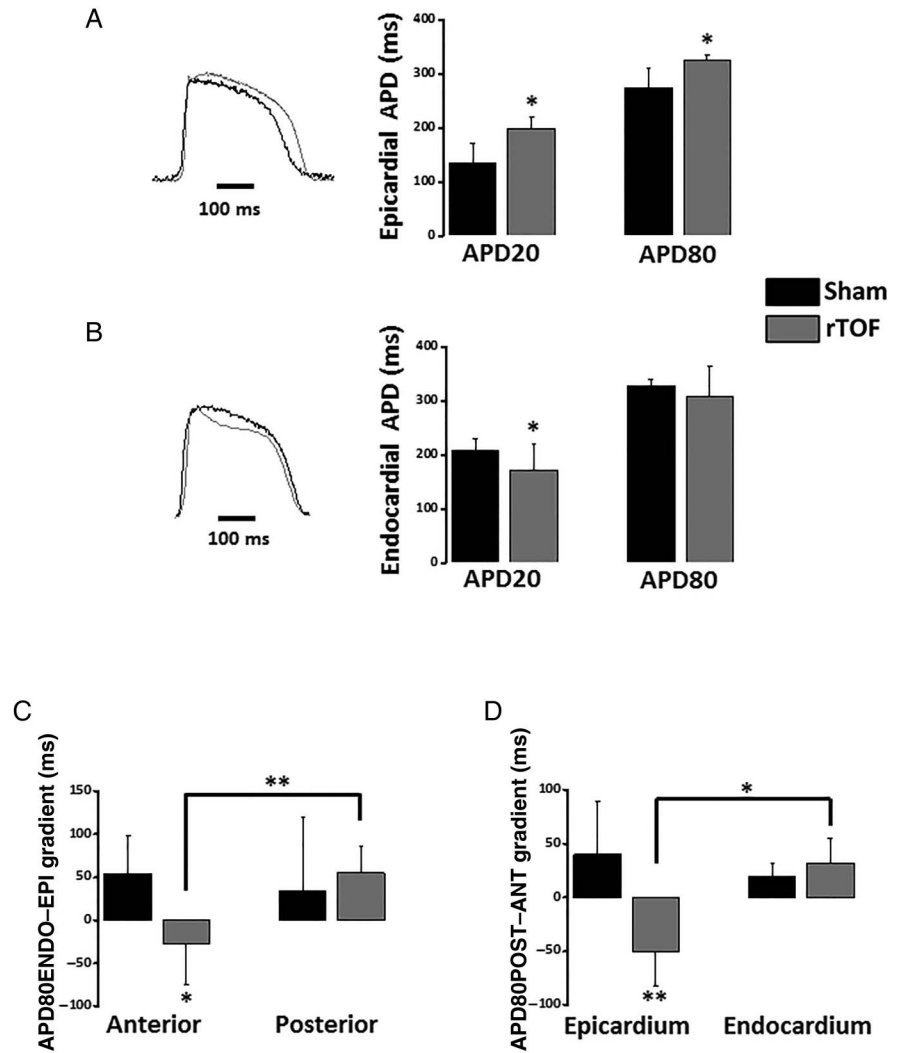 A
Epicardial APD (ms)
400
300
200
100
0
*
*
100 ms
APD20
APD80
Sham
rTOF
B
Endocardial APD (ms)
400
300
200
100
0
*
100 ms
APD20
APD80
C
APD80ENDO–EPI gradient (ms)
150
100
50
0
–50
–100
**
*
Anterior
Posterior
D
APD80POST–ANT gradient (ms)
100
50
0
–50
–100
*
**
Epicardium
Endocardium